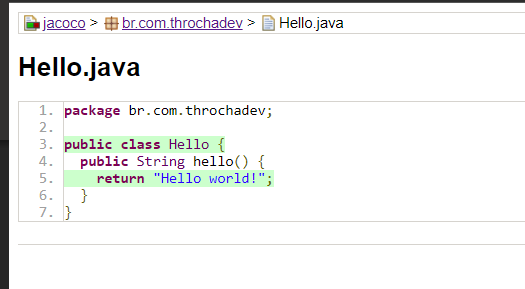 jacoco > br.com.throchadev > Hello.java
Hello.java
1. package br.com.throchadev;
2.
3. public class Hello {
4.   public String hello() {
5.     return "Hello world!";
6.   }
7. }